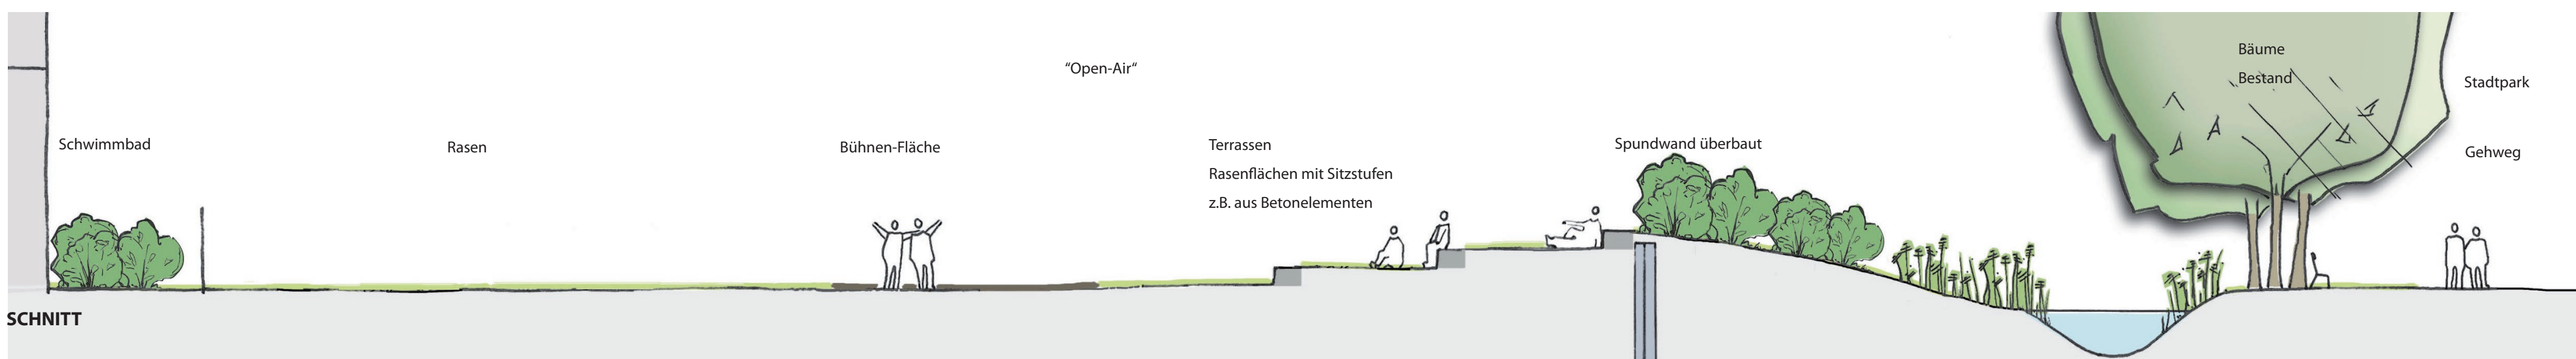 “Open-Air“
Schwimmbad
Rasen
Bühnen-Fläche
Terrassen
Rasenflächen mit Sitzstufen
z.B. aus Betonelementen
Spundwand überbaut
Bäume
Bestand
Stadtpark
Gehweg
SCHNITT